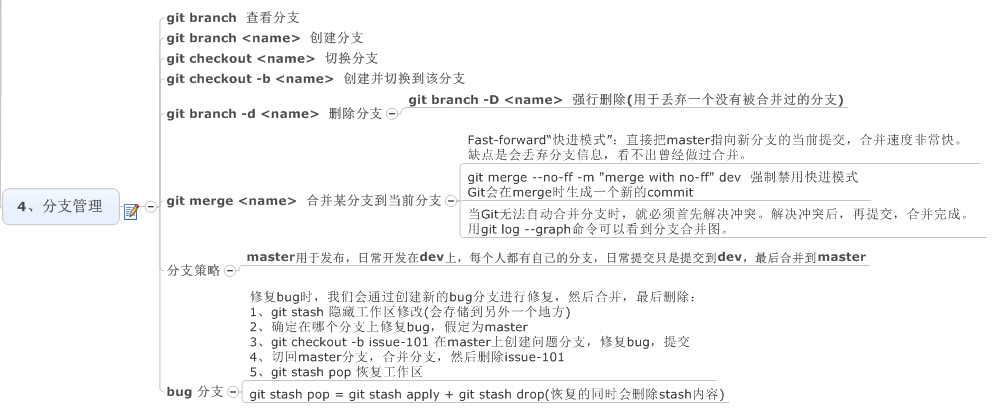 4、分支管理
git branch 查看分支
git branch <name> 创建分支
git checkout <name> 切换分支
git checkout -b <name> 创建并切换到该分支
git branch -d <name> 删除分支
git branch -D <name> 强行删除(用于丢弃一个没有被合并过的分支)
git merge <name> 合并某分支到当前分支
Fast-forward"快进模式"：直接把master指向新分支的当前提交，合并速度非常快。
缺点是会丢弃分支信息，看不出曾经做过合并。
git merge --no-ff -m "merge with no-ff" dev 强制禁用快进模式
Git会在merge时生成一个新的commit
当Git无法自动合并分支时，就必须首先解决冲突。解决冲突后，再提交，合并完成。
用git log --graph命令可以看到分支合并图。
分支策略
master用于发布，日常开发在dev上，每个人都有自己的分支，日常提交只是提交到dev，最后合并到master
bug 分支
修复bug时，我们会通过创建新的bug分支进行修复，然后合并，最后删除：
1、git stash 隐藏工作区修改(会存储到另外一个地方)
2、确定在哪个分支上修复bug，假定为master
3、git checkout -b issue-101 在master上创建问题分支，修复bug，提交
4、切回master分支，合并分支，然后删除issue-101
5、git stash pop 恢复工作区
git stash pop = git stash apply + git stash drop(恢复的同时会删除stash内容)